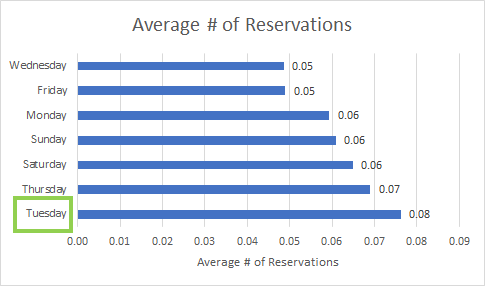 Average # of Reservations
Wednesday 0.05
Friday 0.05
Monday 0.06
Sunday 0.06
Saturday 0.06
Thursday 0.07
Tuesday 0.08
0.00 0.01 0.02 0.03 0.04 0.05 0.06 0.07 0.08 0.09
Average # of Reservations